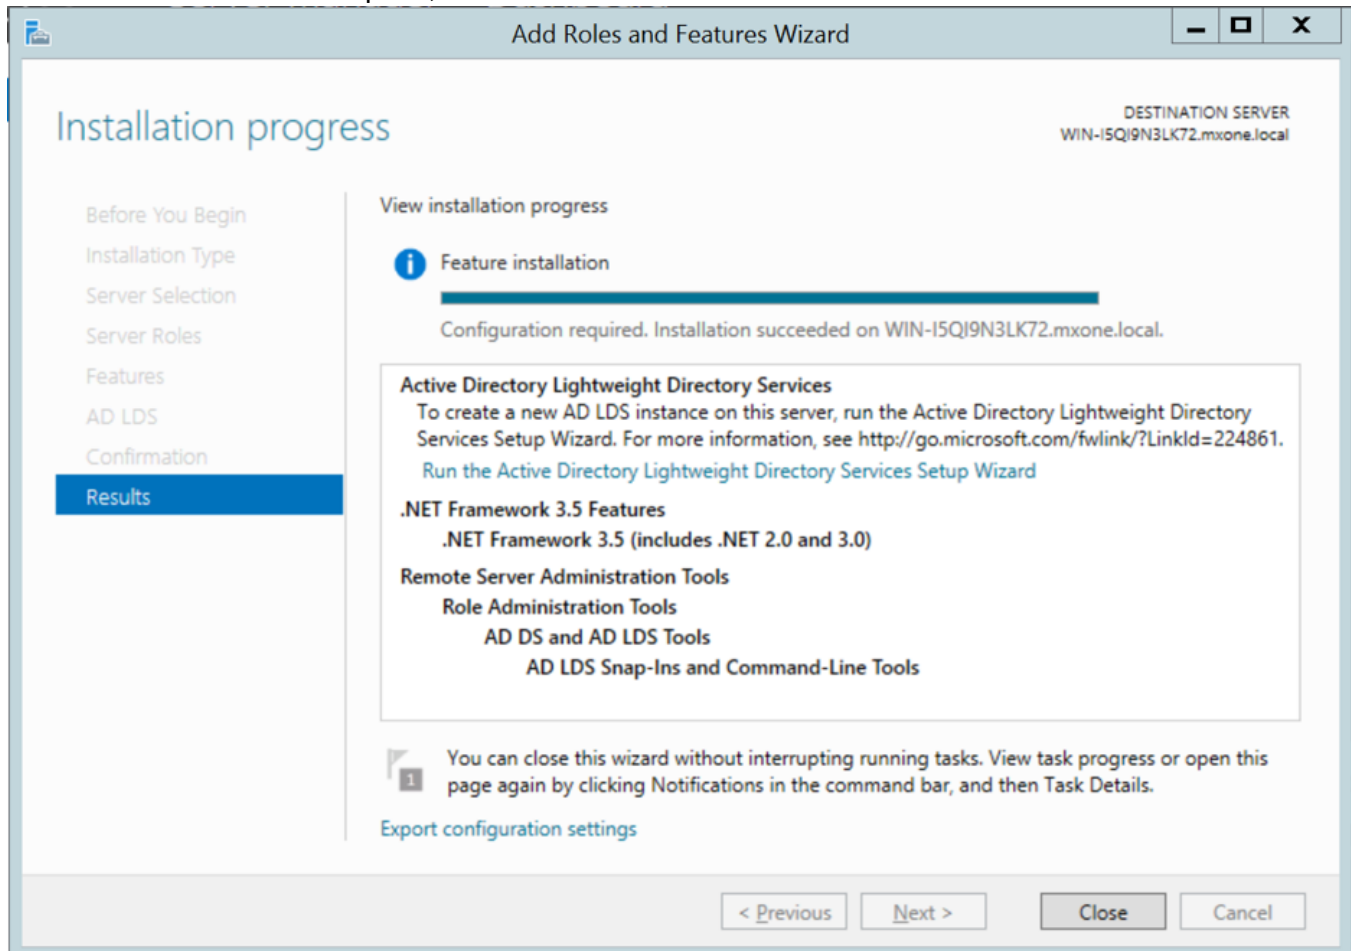 Add Roles and Features Wizard
Installation progress
DESTINATION SERVER
WIN-I5QI9N3LK72.mxone.local
Before You Begin
Installation Type
Server Selection
Server Roles
Features
AD LDS
Confirmation
Results
View installation progress
Feature installation
Configuration required. Installation succeeded on WIN-I5QI9N3LK72.mxone.local.
Active Directory Lightweight Directory Services
To create a new AD LDS instance on this server, run the Active Directory Lightweight Directory
Services Setup Wizard. For more information, see http://go.microsoft.com/fwlink/?LinkId=224861.
Run the Active Directory Lightweight Directory Services Setup Wizard
.NET Framework 3.5 Features
.NET Framework 3.5 (includes .NET 2.0 and 3.0)
Remote Server Administration Tools
Role Administration Tools
AD DS and AD LDS Tools
AD LDS Snap-Ins and Command-Line Tools
1
You can close this wizard without interrupting running tasks. View task progress or open this
page again by clicking Notifications in the command bar, and then Task Details.
Export configuration settings
< Previous
Next >
Close
Cancel